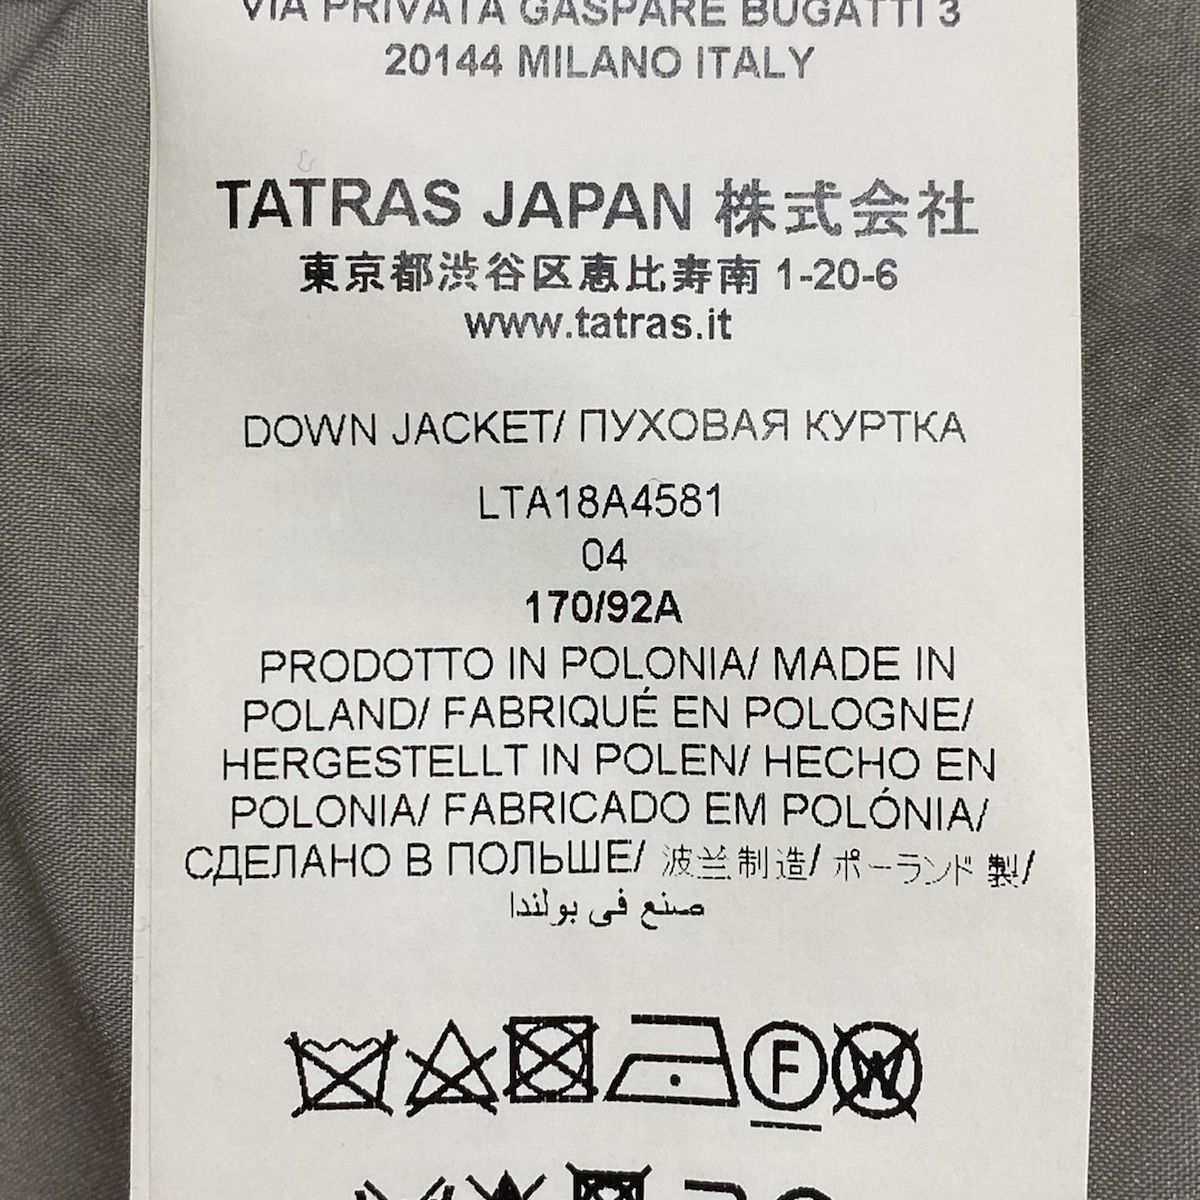 VIA PRIVATA GASPARE BUGATTI 3
20144 MILANO ITALY
TATRAS JAPAN 株式会社
東京都渋谷区恵比寿南 1-20-6
www.tatras.it
DOWN JACKET/ ПУХОВАЯ КУРТКА
LTA18A4581
04
170/92A
PRODOTTO IN POLONIA/ MADE IN
POLAND/ FABRIQUÉ EN POLOGNE/
HERGESTELLT IN POLEN/ HECHO EN
POLONIA/ FABRICADO EM POLÓNIA/
СДЕЛАНО В ПОЛЬШЕ/ 波兰制造/ ポーランド 製/
صنع في بولندا
F W